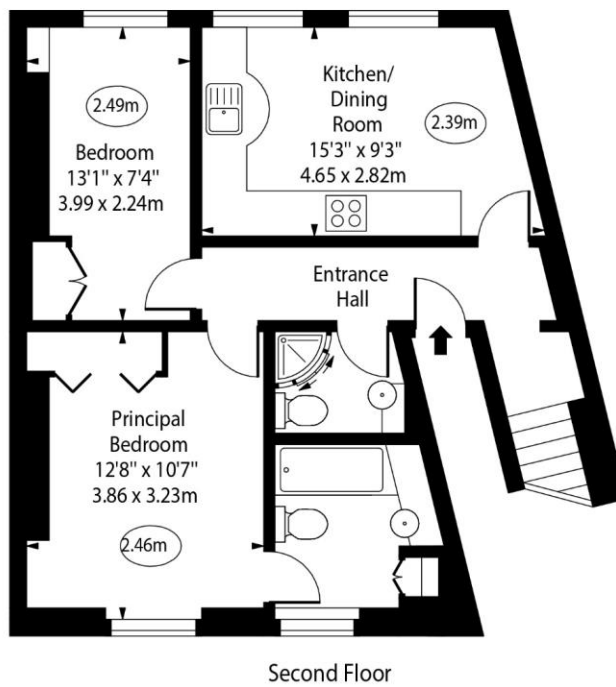 2.49m
Bedroom
13'1" x 7'4"
3.99 x 2.24m
Kitchen/
Dining
Room
15'3" x 9'3"
4.65 x 2.82m
2.39m
Entrance
Hall
Principal
Bedroom
12'8" x 10'7"
3.86 x 3.23m
2.46m
Second Floor